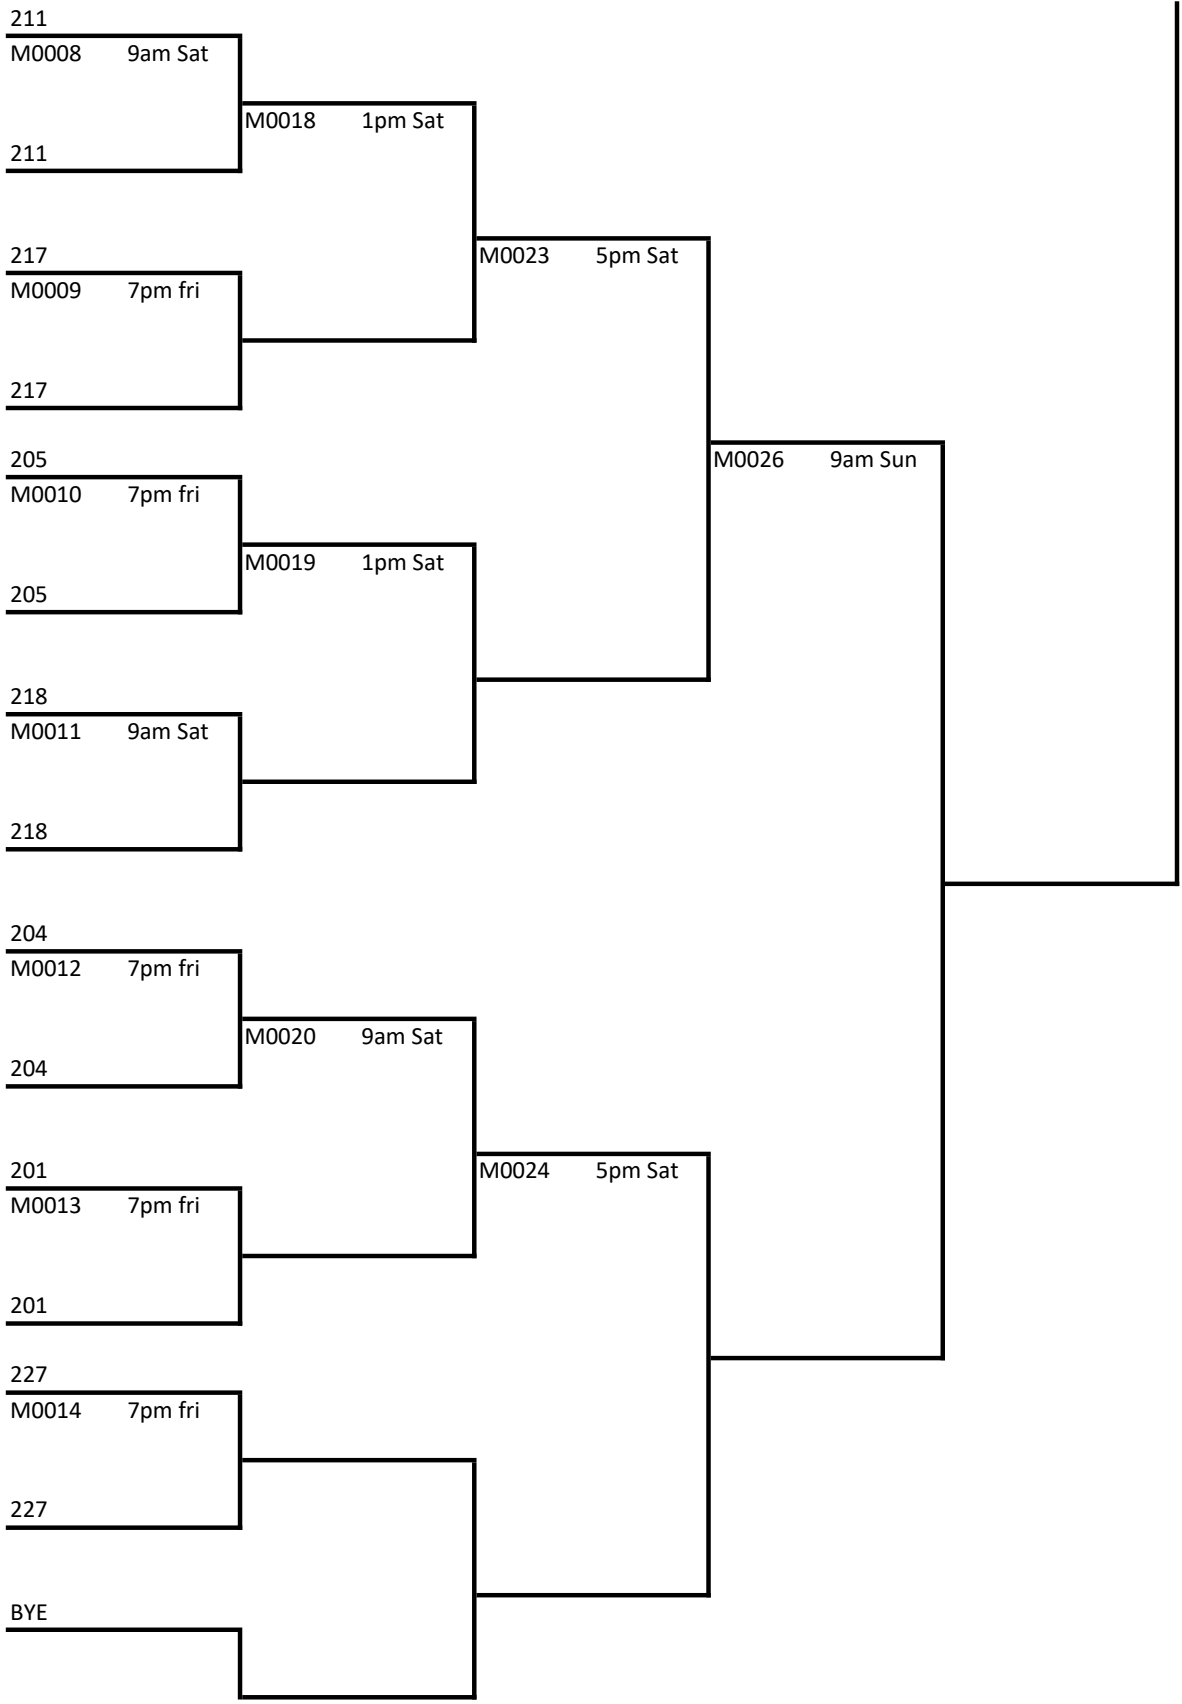 211
M0008 9am Sat
M0018 1pm Sat
211
217
M0023 5pm Sat
M0009 7pm fri
217
205
M0026 9am Sun
M0010 7pm fri
M0019 1pm Sat
205
218
M0011 9am Sat
218
204
M0012 7pm fri
M0020 9am Sat
204
201
M0024 5pm Sat
M0013 7pm fri
201
227
M0014 7pm fri
227
BYE